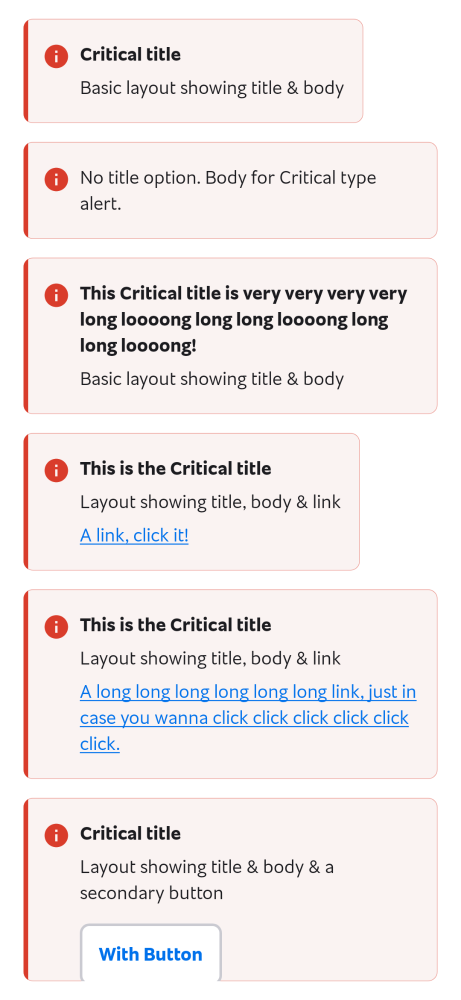 Critical title
Basic layout showing title & body
No title option. Body for Critical type
alert.
This Critical title is very very very very
long loooong long long loooong long
long loooong!
Basic layout showing title & body
This is the Critical title
Layout showing title, body & link
A link, click it!
This is the Critical title
Layout showing title, body & link
A long long long long long long link, just in
case you wanna click click click click click
click.
Critical title
Layout showing title & body & a
secondary button
With Button